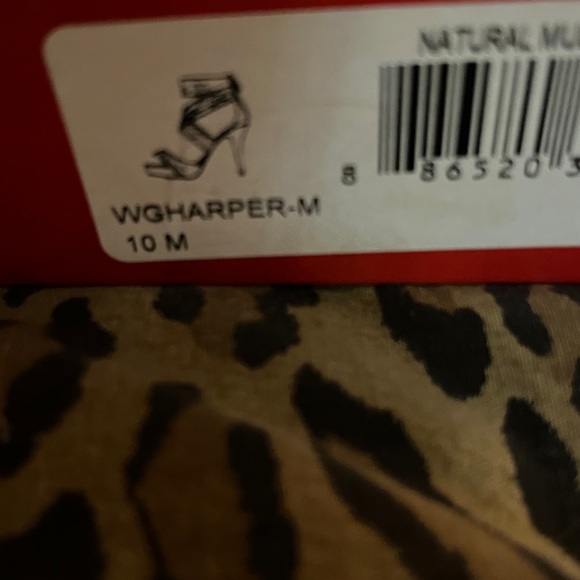 NATURAL MU
8 86520 3
WGHARPER-M
10 M